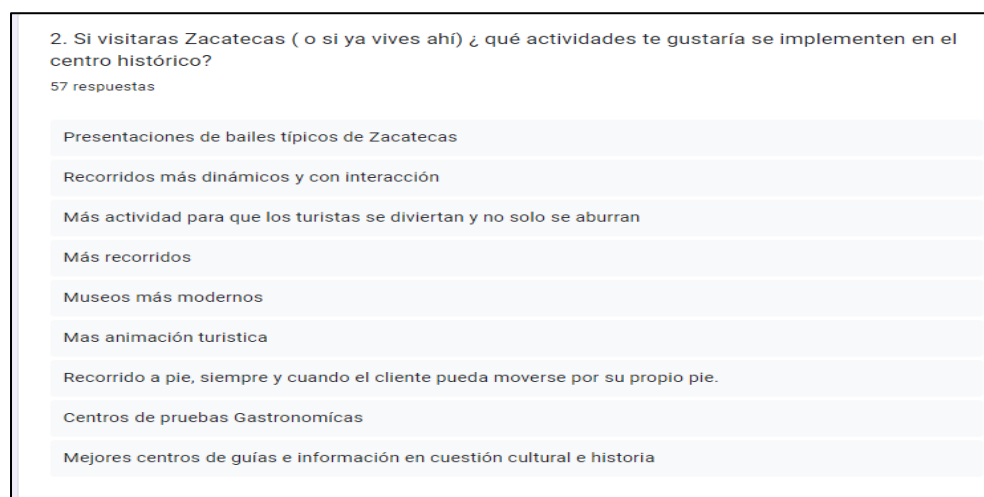 2. Si visitaras Zacatecas ( o si ya vives ahí) ¿ qué actividades te gustaría se implementen en el
centro histórico?
57 respuestas
Presentaciones de bailes típicos de Zacatecas
Recorridos más dinámicos y con interacción
Más actividad para que los turistas se diviertan y no solo se aburran
Más recorridos
Museos más modernos
Mas animación turistica
Recorrido a pie, siempre y cuando el cliente pueda moverse por su propio pie.
Centros de pruebas Gastronomícas
Mejores centros de guías e información en cuestión cultural e historia